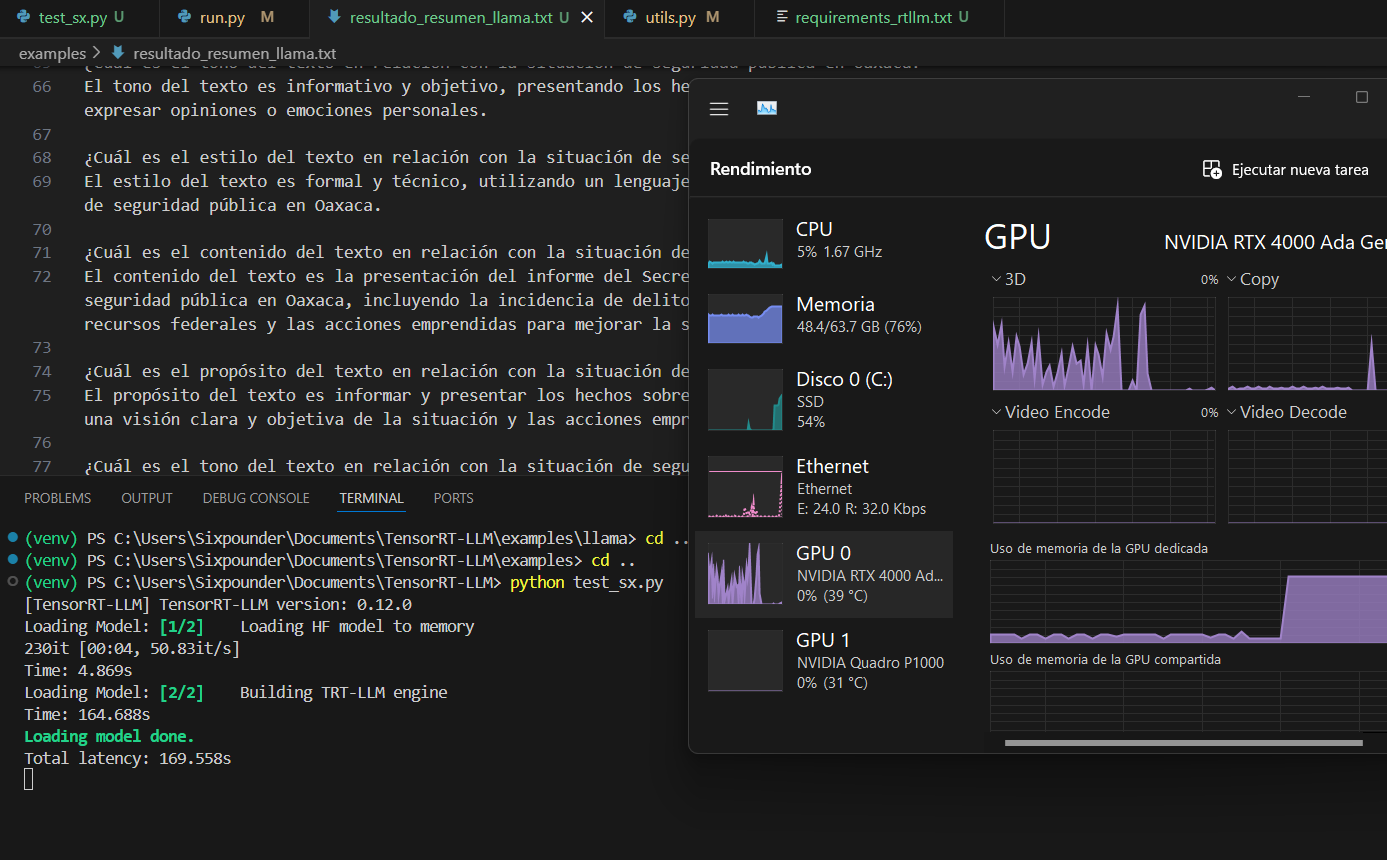 test_sx.py U
run.py M
resultado_resumen_llama.txt U
utils.py M
requirements_rtllm.txt U
examples > resultado_resumen_llama.txt
66 El tono del texto es informativo y objetivo, presentando los he
expresar opiniones o emociones personales.
67
68 ¿Cuál es el estilo del texto en relación con la situación de se
69 El estilo del texto es formal y técnico, utilizando un lenguaje
de seguridad pública en Oaxaca.
70
71 ¿Cuál es el contenido del texto en relación con la situación de
72 El contenido del texto es la presentación del informe del Secre
seguridad pública en Oaxaca, incluyendo la incidencia de delito
recursos federales y las acciones emprendidas para mejorar la s
73
74 ¿Cuál es el propósito del texto en relación con la situación de
75 El propósito del texto es informar y presentar los hechos sobre
una visión clara y objetiva de la situación y las acciones empr
76
77 ¿Cuál es el tono del texto en relación con la situación de segu
PROBLEMS OUTPUT DEBUG CONSOLE TERMINAL PORTS
(venv) PS C:\Users\Sixpounder\Documents\TensorRT-LLM\examples\llama> cd ..
(venv) PS C:\Users\Sixpounder\Documents\TensorRT-LLM\examples> cd ..
(venv) PS C:\Users\Sixpounder\Documents\TensorRT-LLM> python test_sx.py
[TensorRT-LLM] TensorRT-LLM version: 0.12.0
Loading Model: [1/2] Loading HF model to memory
230it [00:04, 50.83it/s]
Time: 4.869s
Loading Model: [2/2] Building TRT-LLM engine
Time: 164.688s
Loading model done.
Total latency: 169.558s
Rendimiento
Ejecutar nueva tarea
CPU
5% 1.67 GHz
Memoria
48.4/63.7 GB (76%)
Disco 0 (C:)
SSD
54%
Ethernet
Ethernet
E: 24.0 R: 32.0 Kbps
GPU 0
NVIDIA RTX 4000 Ad...
0% (39 °C)
GPU 1
NVIDIA Quadro P1000
0% (31 °C)
GPU
NVIDIA RTX 4000 Ada Ge
3D 0%
Copy
Video Encode 0%
Video Decode
Uso de memoria de la GPU dedicada
Uso de memoria de la GPU compartida